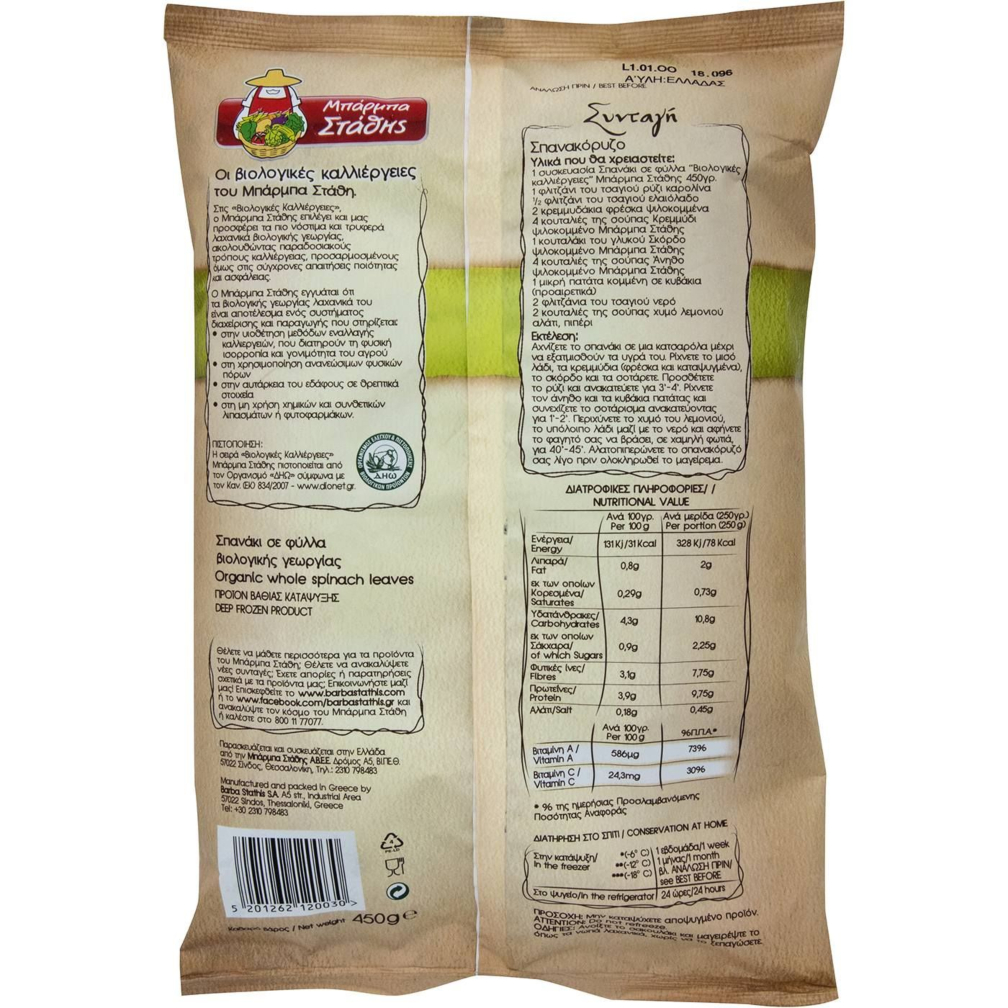 Μπάρμπα
Στάθης
Οι βιολογικές καλλιέργειες
του Μπάρμπα Στάθη.
Στις «Βιολογικές Καλλιέργειες»,
ο Μπάρμπα Στάθης επιλέγει και μας
προσφέρει τα πιο νόστιμα και τρυφερά
λαχανικά βιολογικής γεωργίας,
ακολουθώντας παραδοσιακούς
τρόπους καλλιέργειας, προσαρμοσμένους
όμως στις σύγχρονες απαιτήσεις ποιότητας
και ασφάλειας.
Ο Μπάρμπα Στάθης εγγυάται ότι
τα βιολογικής γεωργίας λαχανικά του
είναι αποτέλεσμα ενός συστήματος
διαχείρισης και παραγωγής που στηρίζεται:
• στην υιοθέτηση μεθόδων εναλλαγής
καλλιεργειών, που διατηρούν τη φυσική
ισορροπία και γονιμότητα του αγρού
• στη χρησιμοποίηση ανανεώσιμων φυσικών
πόρων
• στην αυτάρκεια του εδάφους σε θρεπτικά
στοιχεία
• στη μη χρήση χημικών και συνθετικών
λιπασμάτων ή φυτοφαρμάκων.
ΠΙΣΤΟΠΟΙΗΣΗ:
Η σειρά «Βιολογικές Καλλιέργειες»
Μπάρμπα Στάθης πιστοποιείται από
τον Οργανισμό «ΔΗΩ» σύμφωνα με
τον Καν. (ΕΚ) 834/2007 - www.dionet.gr.
ΟΡΓΑΝΙΣΜΟΣ ΕΛΕΓΧΟΥ & ΠΙΣΤΟΠΟΙΗΣΗΣ
ΔΗΩ
ΒΙΟΛΟΓΙΚΩΝ ΠΡΟΪΟΝΤΩΝ
Σπανάκι σε φύλλα
βιολογικής γεωργίας
Organic whole spinach leaves
ΠΡΟΪΟΝ ΒΑΘΙΑΣ ΚΑΤΑΨΥΞΗΣ
DEEP FROZEN PRODUCT
Θέλετε να μάθετε περισσότερα για τα προϊόντα
του Μπάρμπα Στάθη; Θέλετε να ανακαλύψετε
νέες συνταγές; Έχετε απορίες ή παρατηρήσεις
σχετικά με τα προϊόντα μας; Επικοινωνήστε μαζί
μας! Επισκεφθείτε το www.barbastathis.com
ή το www.facebook.com/barbastathis.gr και
ανακαλύψτε τον κόσμο του Μπάρμπα Στάθη
ή καλέστε στο 800 11 77077.
Παρασκευάζεται και συσκευάζεται στην Ελλάδα
από την Μπάρμπα Στάθης Α.Β.Ε.Ε. Δρόμος Α5, ΒΙ.ΠΕ.Θ.
57022 Σίνδος, Θεσσαλονίκη, Τηλ.: 2310 798483
Manufactured and packed in Greece by
Barba Stathis S.A. A5 str., Industrial Area
57022 Sindos, Thessaloniki, Greece
Tel: +30 2310 798483
5 201262 120030 >
Καθαρό βάρος / Net weight 450g e
L1.01.OO 18.096
Α'ΥΛΗ:ΕΛΛΑΔΑΣ
ΑΝΑΛΩΣΗ ΠΡΙΝ / BEST BEFORE
Συνταγή
Σπανακόρυζο
Υλικά που θα χρειαστείτε:
1 συσκευασία Σπανάκι σε φύλλα "Βιολογικές
καλλιέργειες" Μπάρμπα Στάθης 450γρ.
1 φλιτζάνι του τσαγιού ρύζι καρολίνα
1/2 φλιτζάνι του τσαγιού ελαιόλαδο
2 κρεμμυδάκια φρέσκα ψιλοκομμένα
4 κουταλιές της σούπας Κρεμμύδι
ψιλοκομμένο Μπάρμπα Στάθης
1 κουταλάκι του γλυκού Σκόρδο
ψιλοκομμένο Μπάρμπα Στάθης
4 κουταλιές της σούπας Άνηθο
ψιλοκομμένο Μπάρμπα Στάθης
1 μικρή πατάτα κομμένη σε κυβάκια
(προαιρετικά)
2 φλιτζάνια του τσαγιού νερό
2 κουταλιές της σούπας χυμό λεμονιού
αλάτι, πιπέρι
Εκτέλεση:
Αχνίζετε το σπανάκι σε μια κατσαρόλα μέχρι
να εξατμισθούν τα υγρά του. Ρίχνετε το μισό
λάδι, τα κρεμμύδια (φρέσκα και κατεψυγμένα),
το σκόρδο και τα σοτάρετε. Προσθέτετε
το ρύζι και ανακατεύετε για 3'-4'. Ρίχνετε
τον άνηθο και τα κυβάκια πατάτας και
συνεχίζετε το σοτάρισμα ανακατεύοντας
για 1'-2'. Περιχύνετε το χυμό του λεμονιού,
το υπόλοιπο λάδι μαζί με το νερό και αφήνετε
το φαγητό σας να βράσει, σε χαμηλή φωτιά,
για 40'-45'. Αλατοπιπερώνετε το σπανακόρυζό
σας λίγο πριν ολοκληρωθεί το μαγείρεμα.
ΔΙΑΤΡΟΦΙΚΕΣ ΠΛΗΡΟΦΟΡΙΕΣ/ /
NUTRITIONAL VALUE
Ανά 100γρ. Ανά μερίδα (250γρ.)
Per 100 g Per portion (250 g)
Ενέργεια/
Energy 131 Kj/31 Kcal 328 Kj/78 Kcal
Λιπαρά/
Fat 0,8g 2g
εκ των οποίων
Κορεσμένα/
Saturates 0,29g 0,73g
Υδατάνθρακες/
Carbohydrates 4,3g 10,8g
εκ των οποίων
Σάκχαρα/
of which Sugars 0,9g 2,25g
Φυτικές ίνες/
Fibres 3,1g 7,75g
Πρωτεΐνες/
Protein 3,9g 9,75g
Αλάτι/Salt 0,18g 0,45g
Ανά 100γρ.
Per 100 g %Π.Π.Α*
Βιταμίνη Α /
Vitamin A 586μg 73%
Βιταμίνη C /
Vitamin C 24,3mg 30%
* % της ημερήσιας Προσλαμβανόμενης
Ποσότητας Αναφοράς
ΔΙΑΤΗΡΗΣΗ ΣΤΟ ΣΠΙΤΙ / CONSERVATION AT HOME
Στην κατάψυξη/
In the freezer
*(-6° C) 1 εβδομάδα/1 week
**(-12° C) 1 μήνας/1 month
***(-18° C) βλ. ΑΝΑΛΩΣΗ ΠΡΙΝ/
see BEST BEFORE
Στο ψυγείο/In the refrigerator 24 ώρες/24 hours
ΠΡΟΣΟΧΗ: Μην καταψύχετε αποψυγμένο προϊόν.
ATTENTION: Do not refreeze.
ΟΔΗΓΙΕΣ: Ανοίξτε το σακουλάκι και μαγειρέψτε το
όπως τα νωπά λαχανικά, χωρίς να το ξεπαγώσετε.